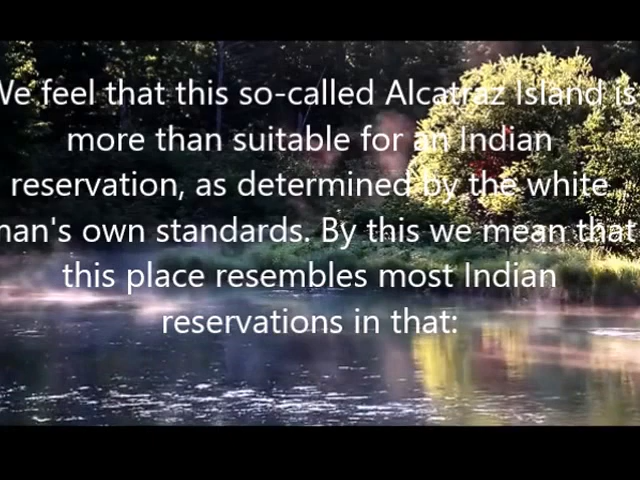 We feel that this so-called Alcatraz Island is
more than suitable for an Indian
reservation, as determined by the white
man's own standards. By this we mean that
this place resembles most Indian
reservations in that: